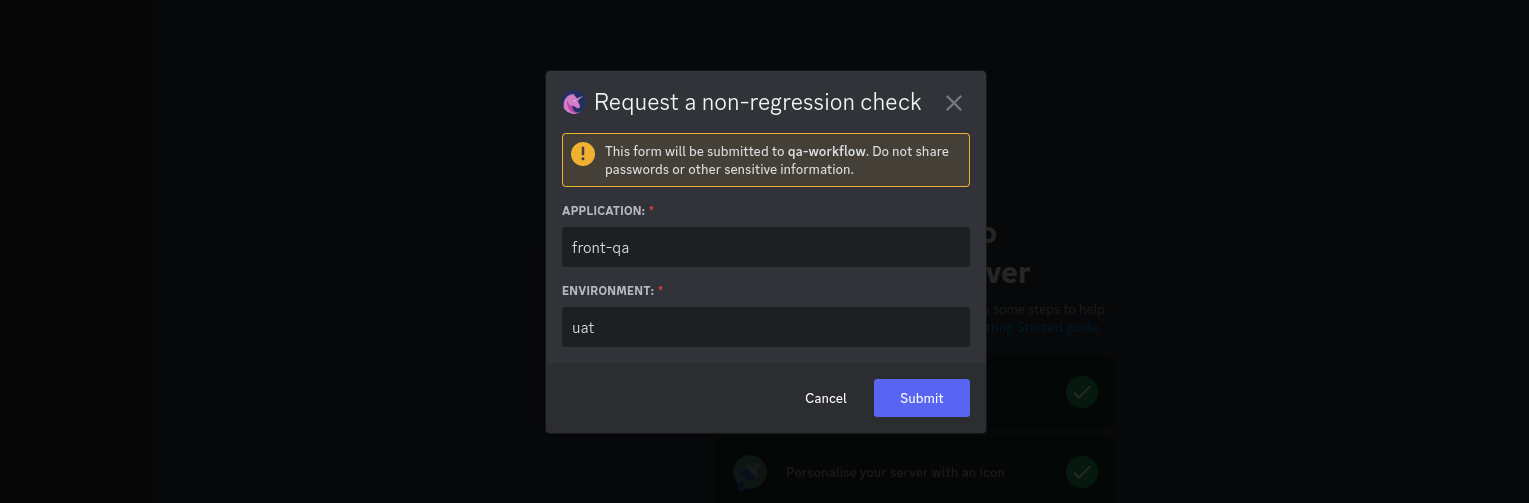 Request a non-regression check
This form will be submitted to qa-workflow. Do not share
passwords or other sensitive information.
APPLICATION: *
front-qa
ENVIRONMENT: *
uat
Cancel
Submit
ver
some steps to help
Started guide.
Personalise your server with an icon